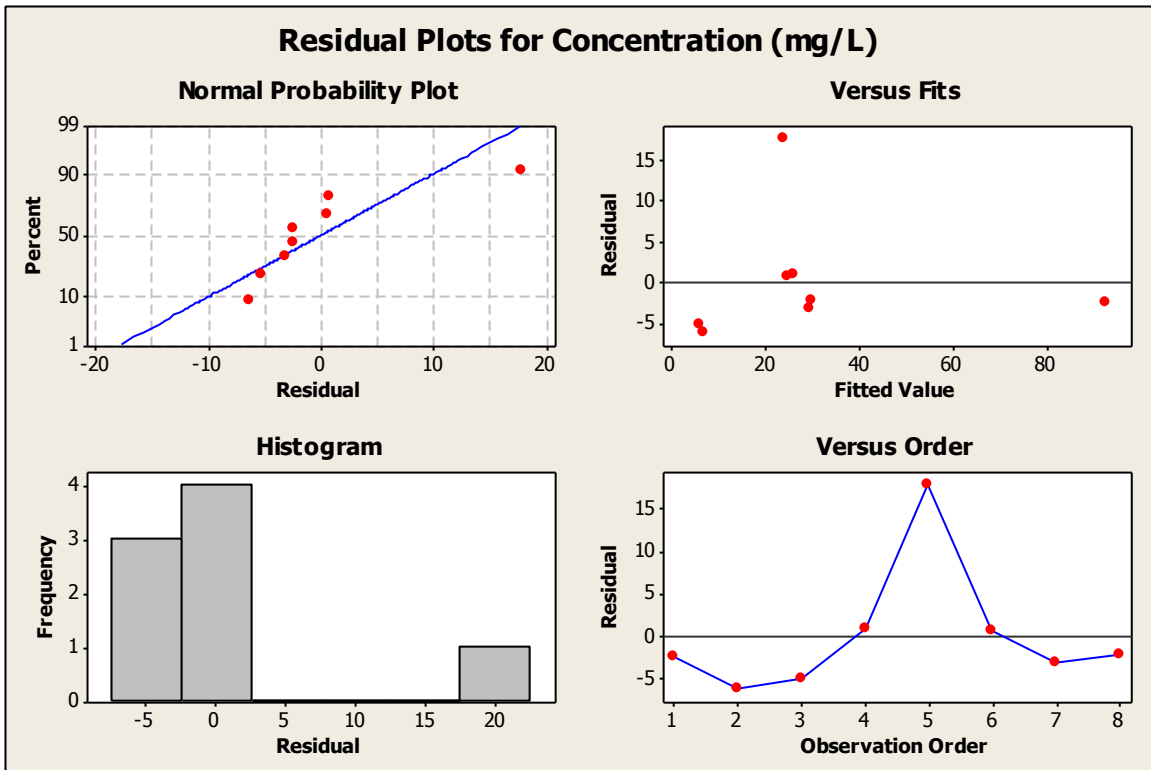 Residual Plots for Concentration (mg/L)
Normal Probability Plot
99
90
50
10
1
Percent
-20 -10 0 10 20
Residual
Versus Fits
15
10
5
0
-5
Residual
0 20 40 60 80
Fitted Value
Histogram
4
3
2
1
0
Frequency
-5 0 5 10 15 20
Residual
Versus Order
15
10
5
0
-5
Residual
1 2 3 4 5 6 7 8
Observation Order